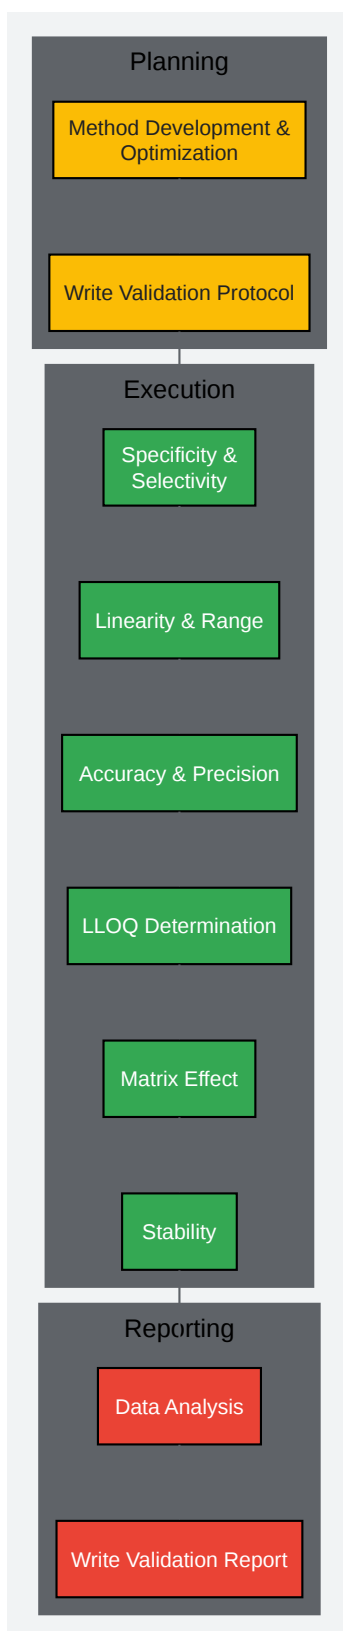 Planning
Method Development &
Optimization
Write Validation Protocol
Execution
Specificity &
Selectivity
Linearity & Range
Accuracy & Precision
LLOQ Determination
Matrix Effect
Stability
Reporting
Data Analysis
Write Validation Report